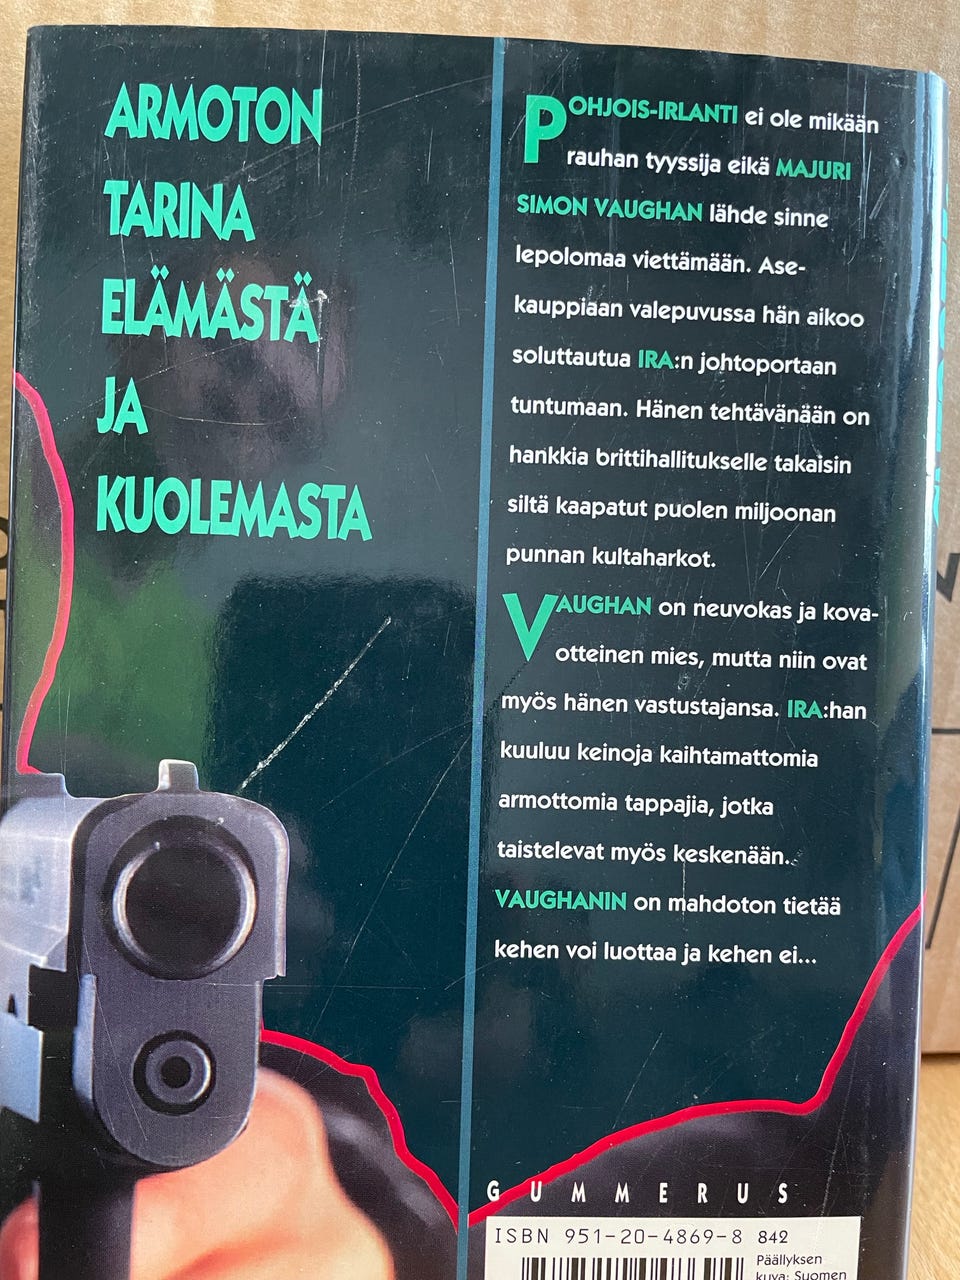 ARMOTON
TARINA
ELÄMÄSTÄ
JA
KUOLEMASTA
POHJOIS-IRLANTI ei ole mikään
rauhan tyyssija eikä MAJURI
SIMON VAUGHAN lähde sinne
lepolomaa viettämään. Ase-
kauppiaan valepuvussa hän aikoo
soluttautua IRA:n johtoportaan
tuntumaan. Hänen tehtävänään on
hankkia brittihallitukselle takaisin
siltä kaapatut puolen miljoonan
punnan kultaharkot.
VAUGHAN on neuvokas ja kova-
otteinen mies, mutta niin ovat
myös hänen vastustajansa. IRA:han
kuuluu keinoja kaihtamattomia
armottomia tappajia, jotka
taistelevat myös keskenään.
VAUGHANIN on mahdoton tietää
kehen voi luottaa ja kehen ei...
GUMMERUS
ISBN 951-20-4869-8 842
Päällyksen
kuva: Suomen